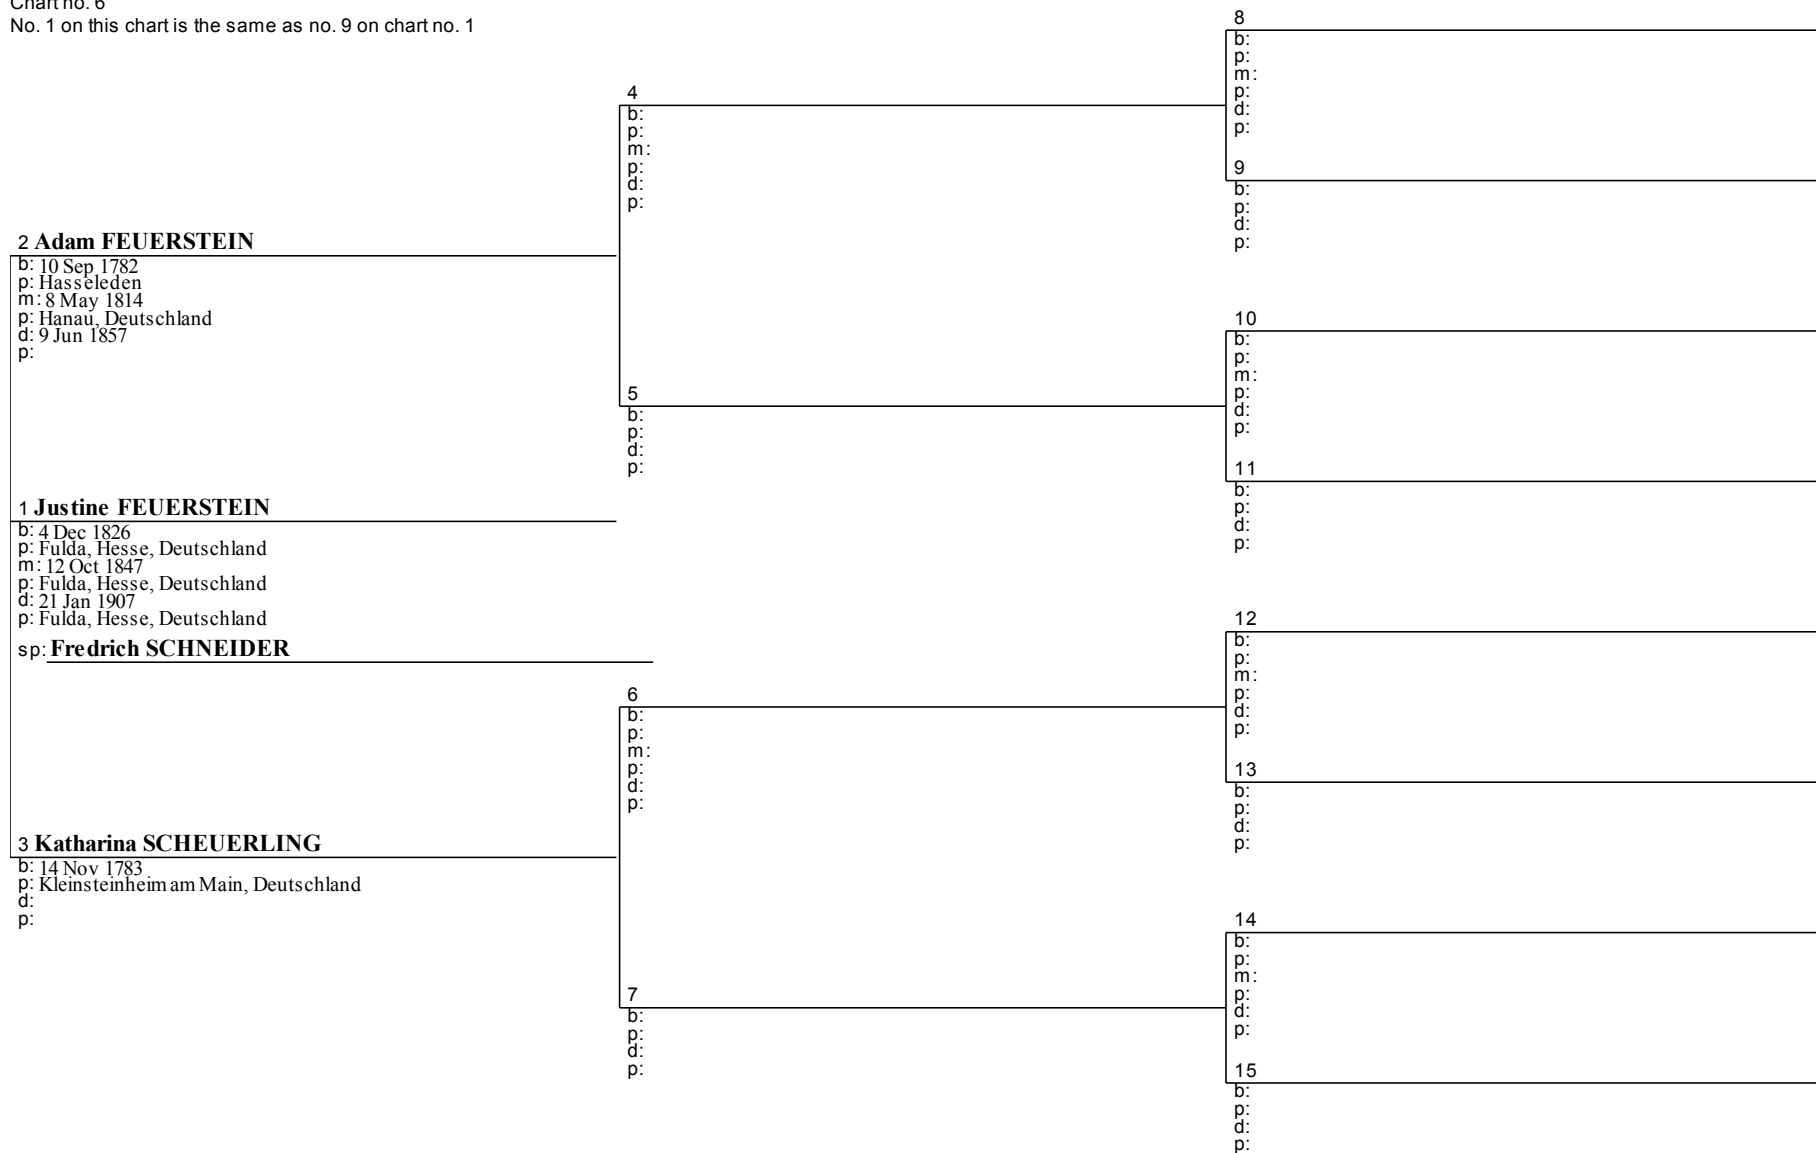 Chart no. 6
No. 1 on this chart is the same as no. 9 on chart no. 1
8
b:
p:
m:
p:
d:
p:
4
b:
p:
m:
p:
d:
p:
9
b:
p:
d:
p:
2 Adam FEUERSTEIN
b: 10 Sep 1782
p: Hasseleden
m: 8 May 1814
p: Hanau, Deutschland
d: 9 Jun 1857
p:
10
b:
p:
m:
p:
d:
p:
5
b:
p:
d:
p:
11
b:
p:
d:
p:
1 Justine FEUERSTEIN
b: 4 Dec 1826
p: Fulda, Hesse, Deutschland
m: 12 Oct 1847
p: Fulda, Hesse, Deutschland
d: 21 Jan 1907
p: Fulda, Hesse, Deutschland
sp: Fredrich SCHNEIDER
12
b:
p:
m:
p:
d:
p:
6
b:
p:
m:
p:
d:
p:
13
b:
p:
d:
p:
3 Katharina SCHEUERLING
b: 14 Nov 1783
p: Kleinsteinheim am Main, Deutschland
d:
p:
14
b:
p:
m:
p:
d:
p:
7
b:
p:
d:
p:
15
b:
p:
d:
p: